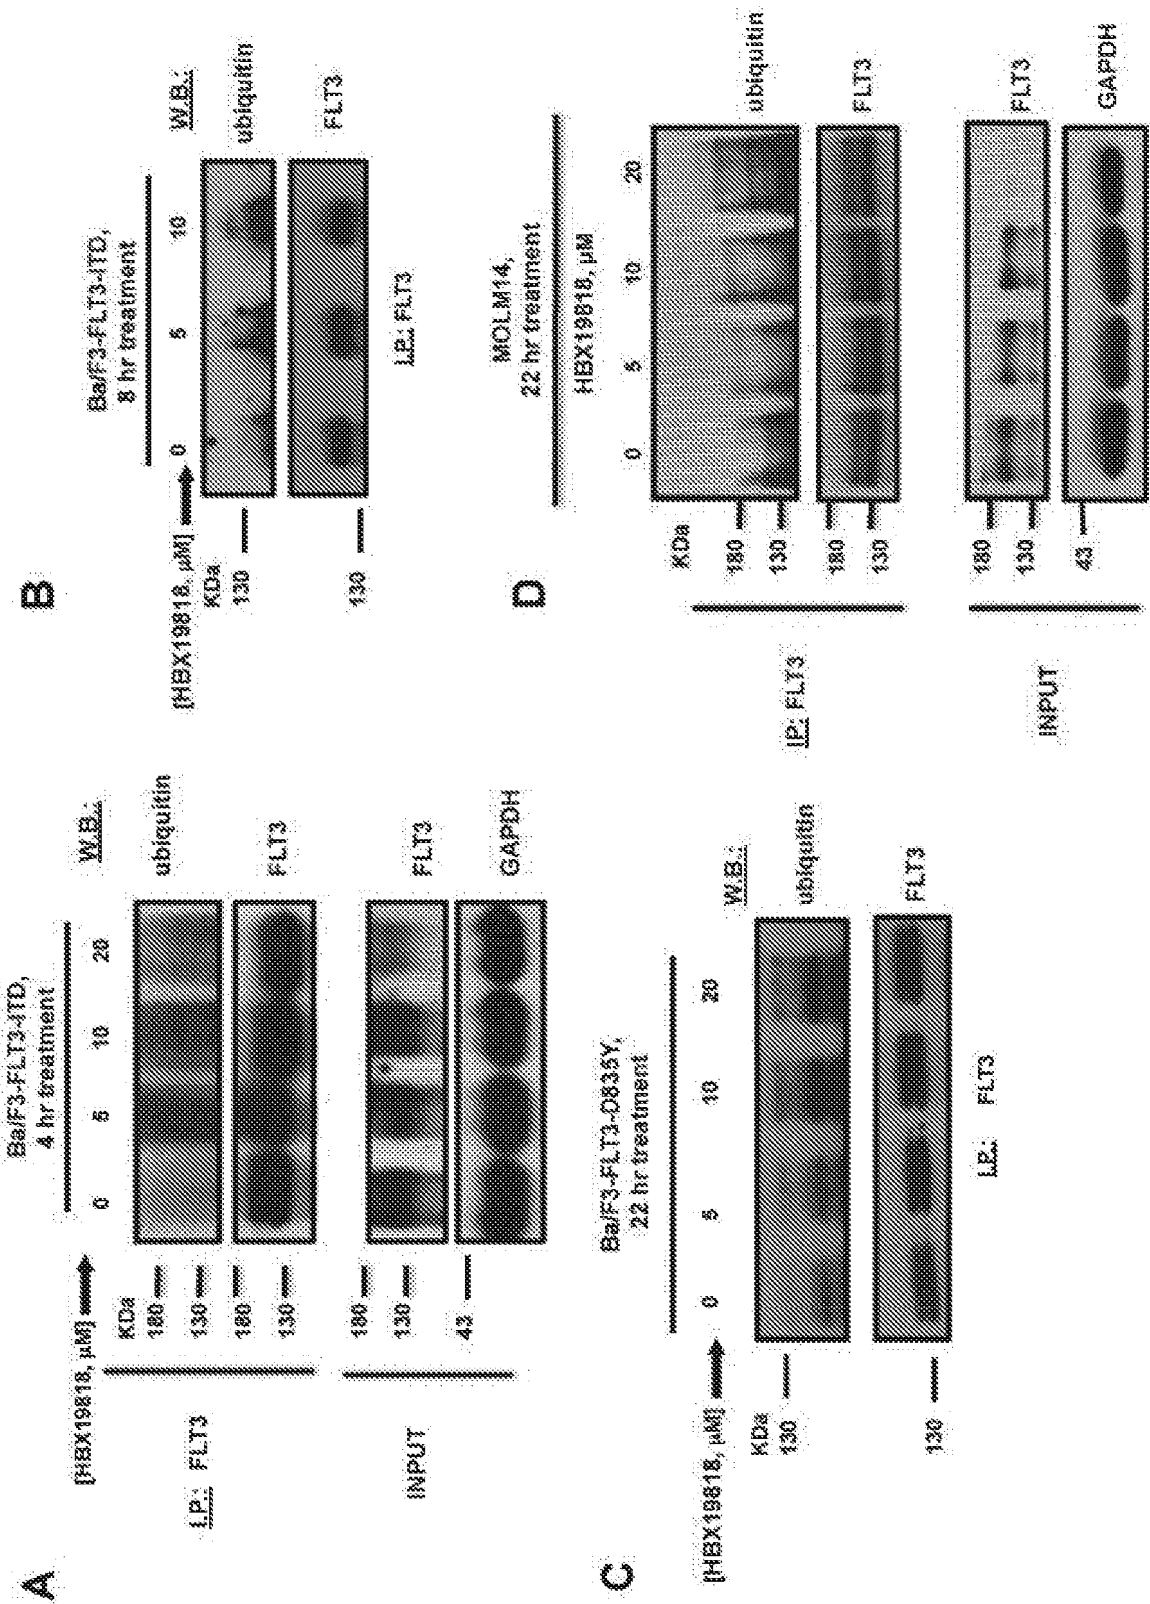 A
Ba/F3-FLT3-ITD,
4 hr treatment
[HBX19818, µM]
0 5 10 20
W.B.:
KDa
180
130
ubiquitin
180
130
FLT3
I.P.: FLT3
180
130
FLT3
43
GAPDH
INPUT
B
Ba/F3-FLT3-ITD,
8 hr treatment
[HBX19818, µM]
0 5 10
W.B.:
KDa
130
ubiquitin
130
FLT3
I.P.: FLT3
C
Ba/F3-FLT3-D835Y,
22 hr treatment
[HBX19818, µM]
0 5 10 20
W.B.:
KDa
130
ubiquitin
130
FLT3
I.P.: FLT3
D
MOLM14,
22 hr treatment
HBX19818, µM
0 5 10 20
KDa
180
130
ubiquitin
180
130
FLT3
IP: FLT3
180
130
FLT3
43
GAPDH
INPUT